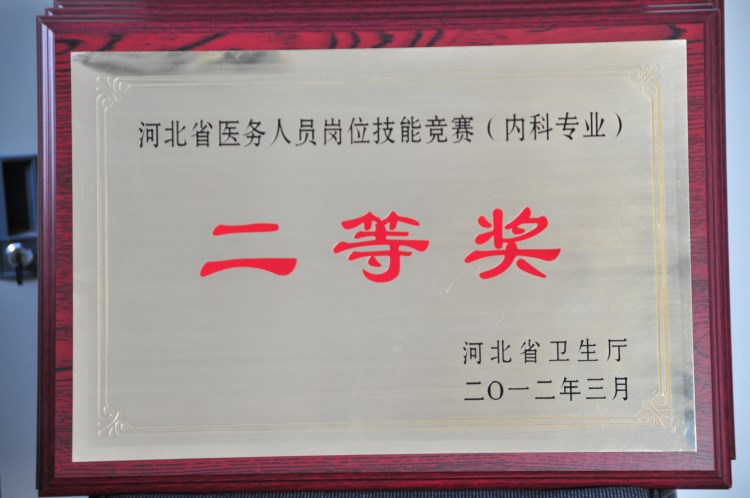 河北省医务人员岗位技能竞赛（内科专业）
二等奖
河北省卫生厅
二〇一二年三月